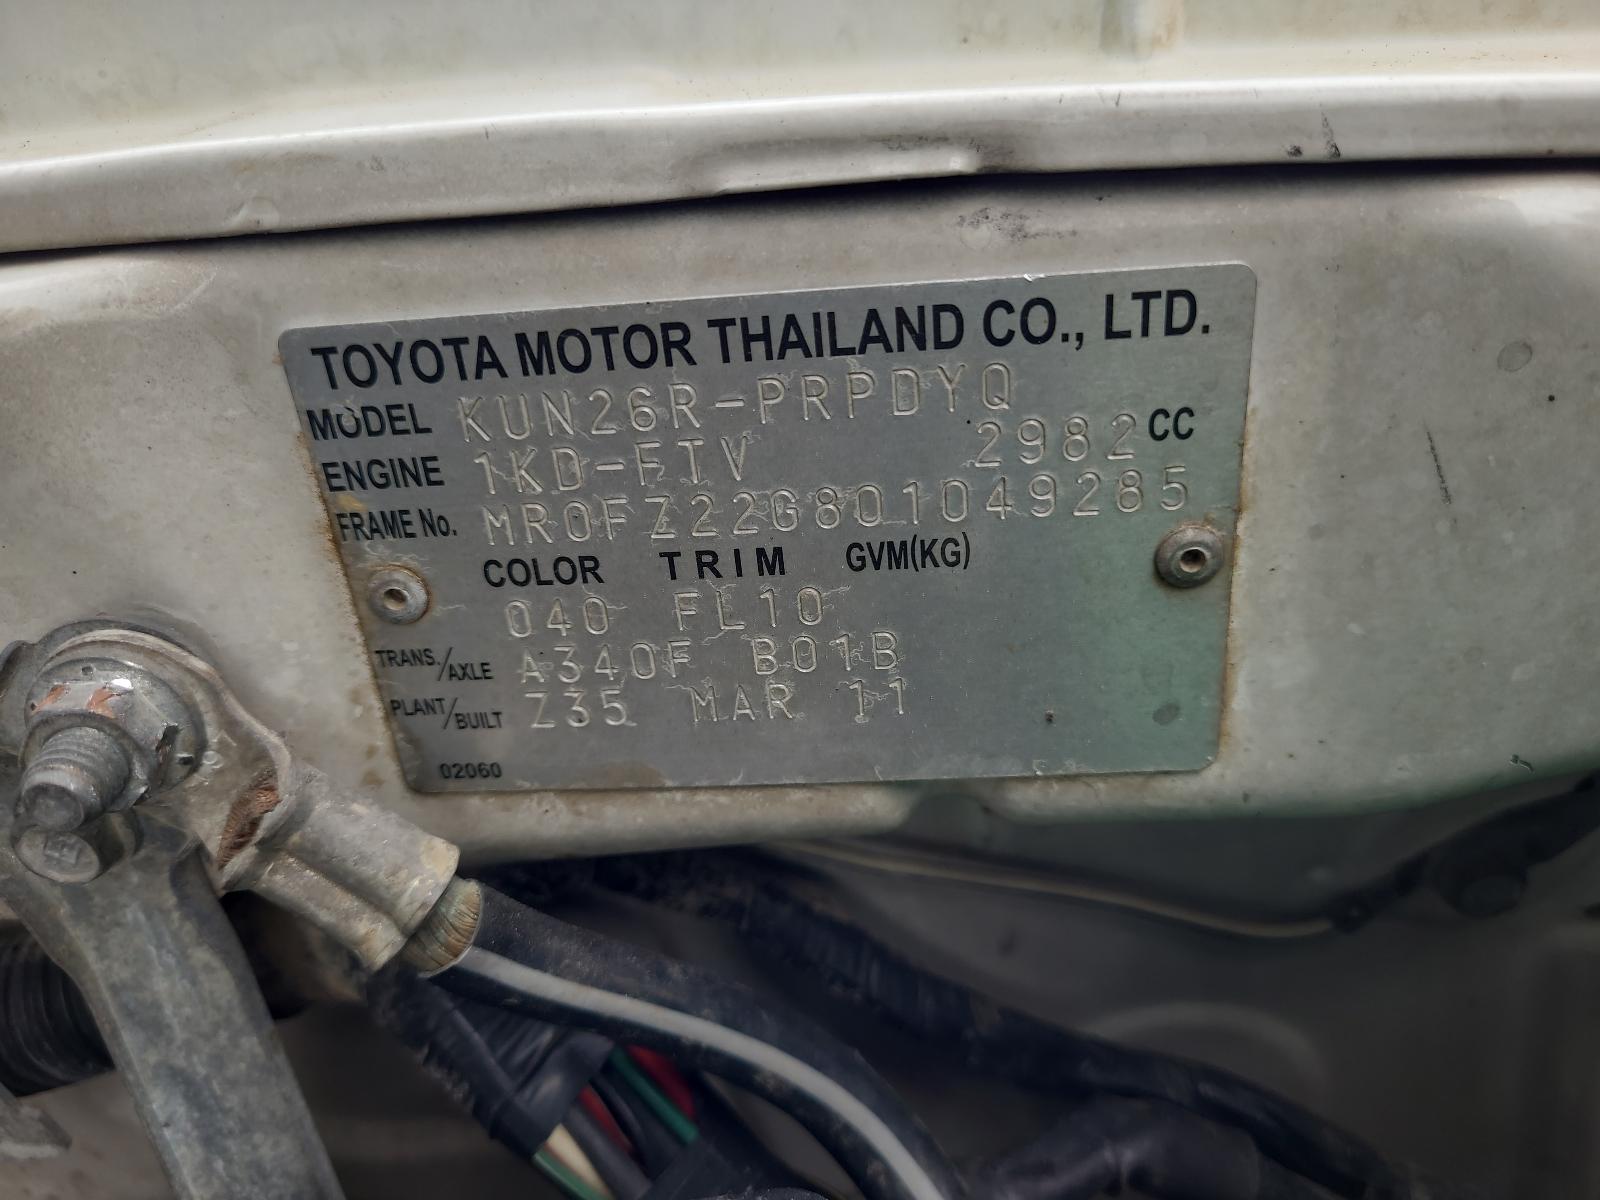 TOYOTA MOTOR THAILAND CO., LTD.
MODEL KUN26R-PRPDYQ
ENGINE 1KD-FTV 2982 CC
FRAME No. MR0FZ22G801049285
COLOR TRIM GVM(KG)
040 FL10
TRANS./AXLE A340F B01B
PLANT/BUILT Z35 MAR 11
02060